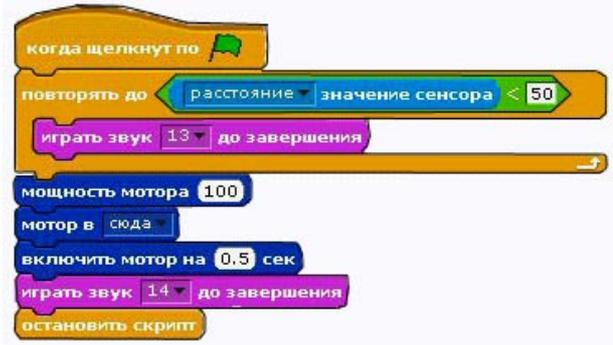 когда щелкнут по
повторять до расстояние значение сенсора < 50
играть звук 13 до завершения
мощность мотора 100
мотор в сюда
включить мотор на 0.5 сек
играть звук 14 до завершения
остановить скрипт